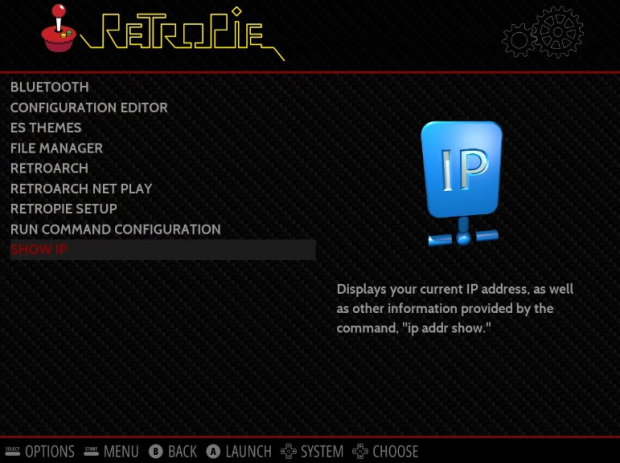 RETROPIE
BLUETOOTH
CONFIGURATION EDITOR
ES THEMES
FILE MANAGER
RETROARCH
RETROARCH NET PLAY
RETROPIE SETUP
RUN COMMAND CONFIGURATION
SHOW IP
IP
Displays your current IP address, as well
as other information provided by the
command, "ip addr show."
SELECT OPTIONS START MENU B BACK A LAUNCH SYSTEM CHOOSE